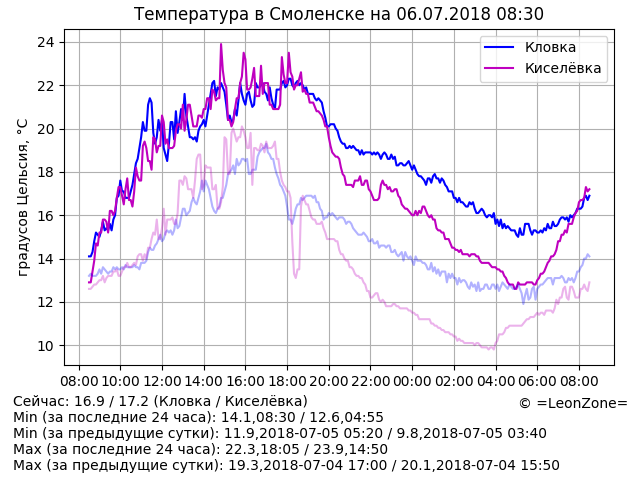 Температура в Смоленске на 06.07.2018 08:30
24
22
20
18
16
14
12
10
градусов Цельсия, °C
Кловка
Киселёвка
08:00 10:00 12:00 14:00 16:00 18:00 20:00 22:00 00:00 02:00 04:00 06:00 08:00
Сейчас: 16.9 / 17.2 (Кловка / Киселёвка)
© =LeonZone=
Min (за последние 24 часа): 14.1,08:30 / 12.6,04:55
Min (за предыдущие сутки): 11.9,2018-07-05 05:20 / 9.8,2018-07-05 03:40
Max (за последние 24 часа): 22.3,18:05 / 23.9,14:50
Max (за предыдущие сутки): 19.3,2018-07-04 17:00 / 20.1,2018-07-04 15:50